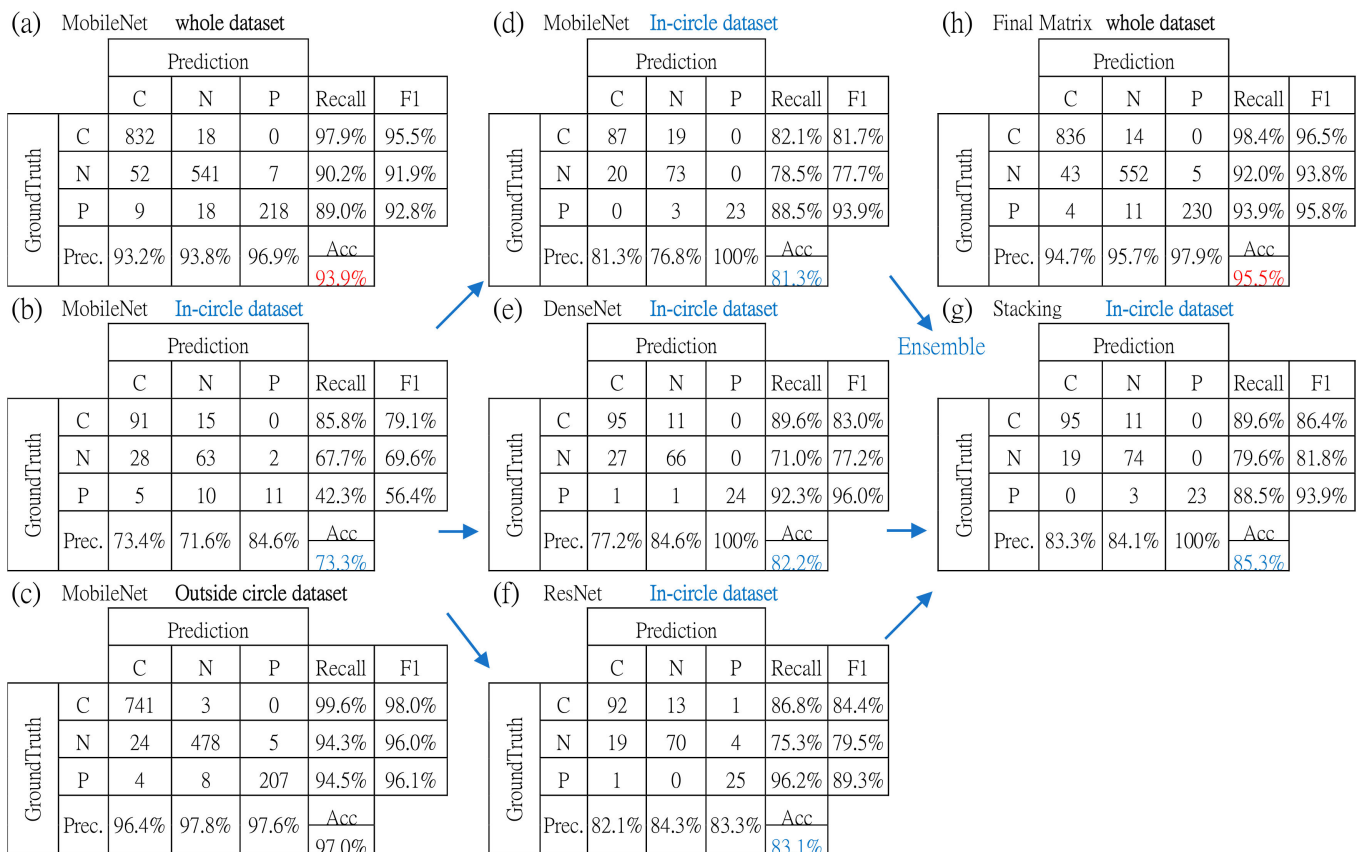 (a) MobileNet whole dataset
Prediction
C N P Recall F1
GroundTruth
C 832 18 0 97.9% 95.5%
N 52 541 7 90.2% 91.9%
P 9 18 218 89.0% 92.8%
Prec. 93.2% 93.8% 96.9% Acc
93.9%
(b) MobileNet In-circle dataset
Prediction
C N P Recall F1
GroundTruth
C 91 15 0 85.8% 79.1%
N 28 63 2 67.7% 69.6%
P 5 10 11 42.3% 56.4%
Prec. 73.4% 71.6% 84.6% Acc
73.3%
(c) MobileNet Outside circle dataset
Prediction
C N P Recall F1
GroundTruth
C 741 3 0 99.6% 98.0%
N 24 478 5 94.3% 96.0%
P 4 8 207 94.5% 96.1%
Prec. 96.4% 97.8% 97.6% Acc
97.0%
(d) MobileNet In-circle dataset
Prediction
C N P Recall F1
GroundTruth
C 87 19 0 82.1% 81.7%
N 20 73 0 78.5% 77.7%
P 0 3 23 88.5% 93.9%
Prec. 81.3% 76.8% 100% Acc
81.3%
(e) DenseNet In-circle dataset
Prediction
C N P Recall F1
GroundTruth
C 95 11 0 89.6% 83.0%
N 27 66 0 71.0% 77.2%
P 1 1 24 92.3% 96.0%
Prec. 77.2% 84.6% 100% Acc
82.2%
(f) ResNet In-circle dataset
Prediction
C N P Recall F1
GroundTruth
C 92 13 1 86.8% 84.4%
N 19 70 4 75.3% 79.5%
P 1 0 25 96.2% 89.3%
Prec. 82.1% 84.3% 83.3% Acc
83.1%
Ensemble
(h) Final Matrix whole dataset
Prediction
C N P Recall F1
GroundTruth
C 836 14 0 98.4% 96.5%
N 43 552 5 92.0% 93.8%
P 4 11 230 93.9% 95.8%
Prec. 94.7% 95.7% 97.9% Acc
95.5%
(g) Stacking In-circle dataset
Prediction
C N P Recall F1
GroundTruth
C 95 11 0 89.6% 86.4%
N 19 74 0 79.6% 81.8%
P 0 3 23 88.5% 93.9%
Prec. 83.3% 84.1% 100% Acc
85.3%